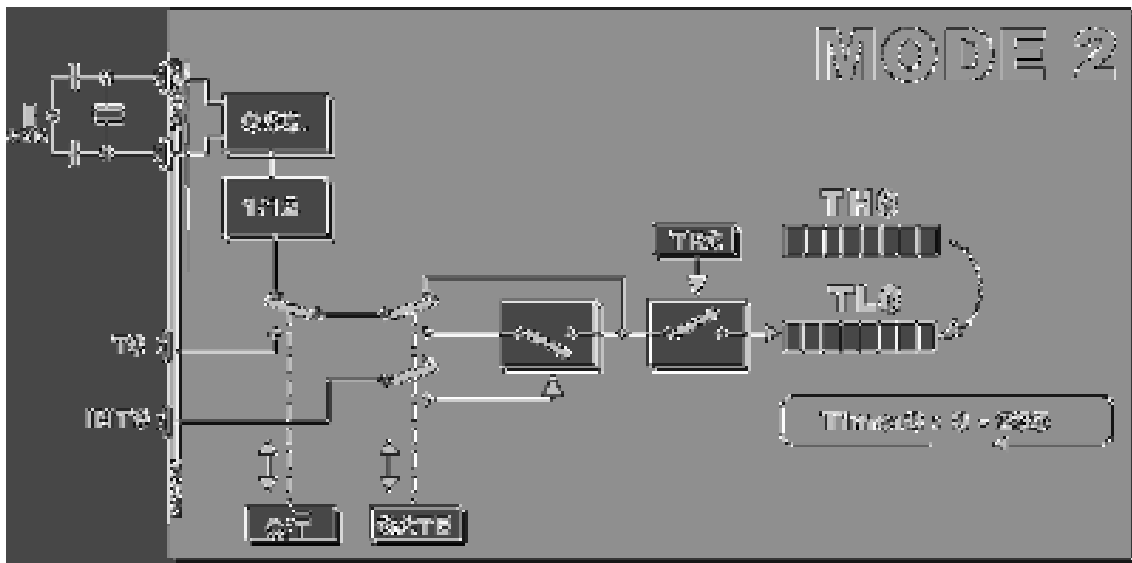 MODE 2
OSC.
1/12
TH0
TR0
TL0
T0
INT0
Timer0 : 0 - 255
C/T
GATE